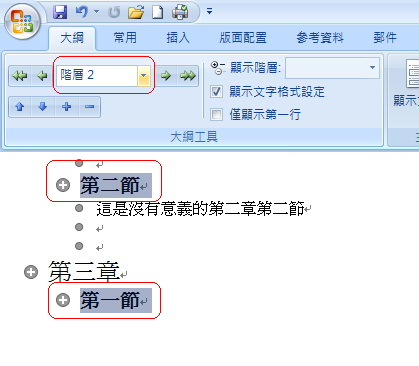 大綱 常用 插入 版面配置 參考資料 郵件
階層 2
顯示階層:
顯示文字格式設定
僅顯示第一行
大綱工具
第二節
這是沒有意義的第二章第二節
第三章
第一節